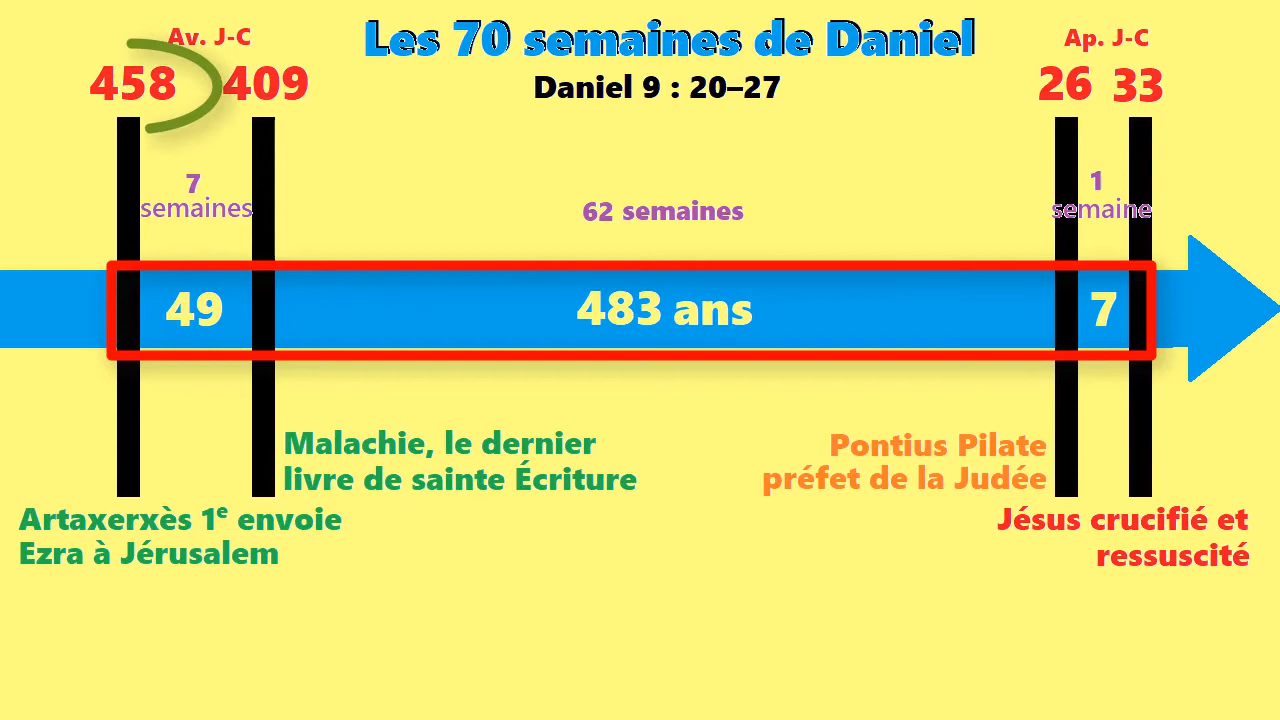 Les 70 semaines de Daniel
Daniel 9 : 20–27
Av. J-C
458 409
Ap. J-C
26 33
7
semaines
62 semaines
1
semaine
49
483 ans
7
Malachie, le dernier
livre de sainte Écriture
Pontius Pilate
préfet de la Judée
Artaxerxès 1e envoie
Ezra à Jérusalem
Jésus crucifié et
ressuscité